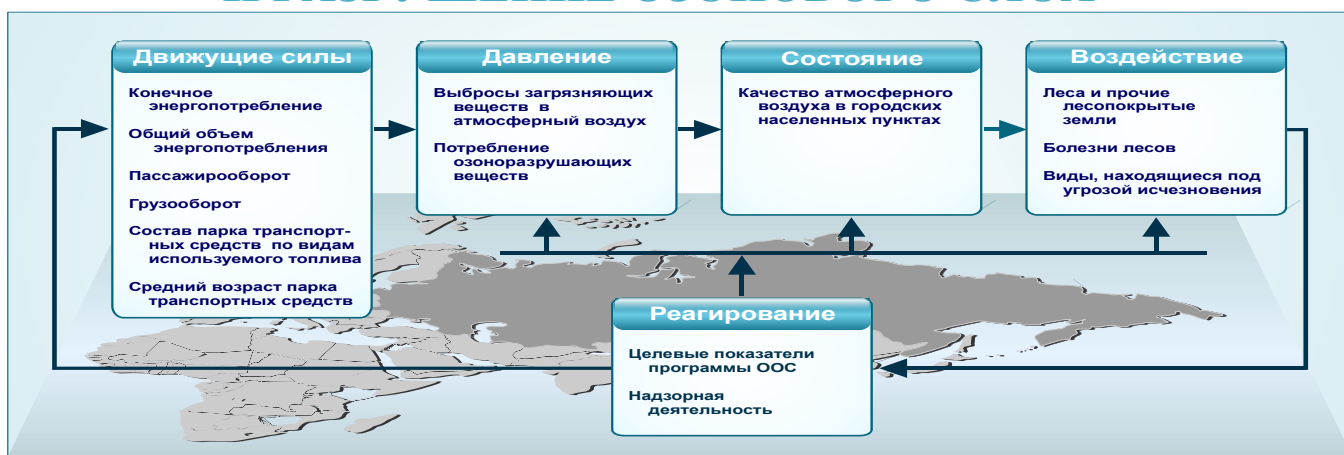 Движущие силы
Конечное
энергопотребление
Общий объем
энергопотребления
Пассажирооборот
Грузооборот
Состав парка транспорт-
ных средств по видам
используемого топлива
Средний возраст парка
транспортных средств
Давление
Выбросы загрязняющих
веществ в
атмосферный воздух
Потребление
озоноразрушающих
веществ
Состояние
Качество атмосферного
воздуха в городских
населенных пунктах
Воздействие
Леса и прочие
лесопокрытые
земли
Болезни лесов
Виды, находящиеся под
угрозой исчезновения
Реагирование
Целевые показатели
программы ООС
Надзорная
деятельность